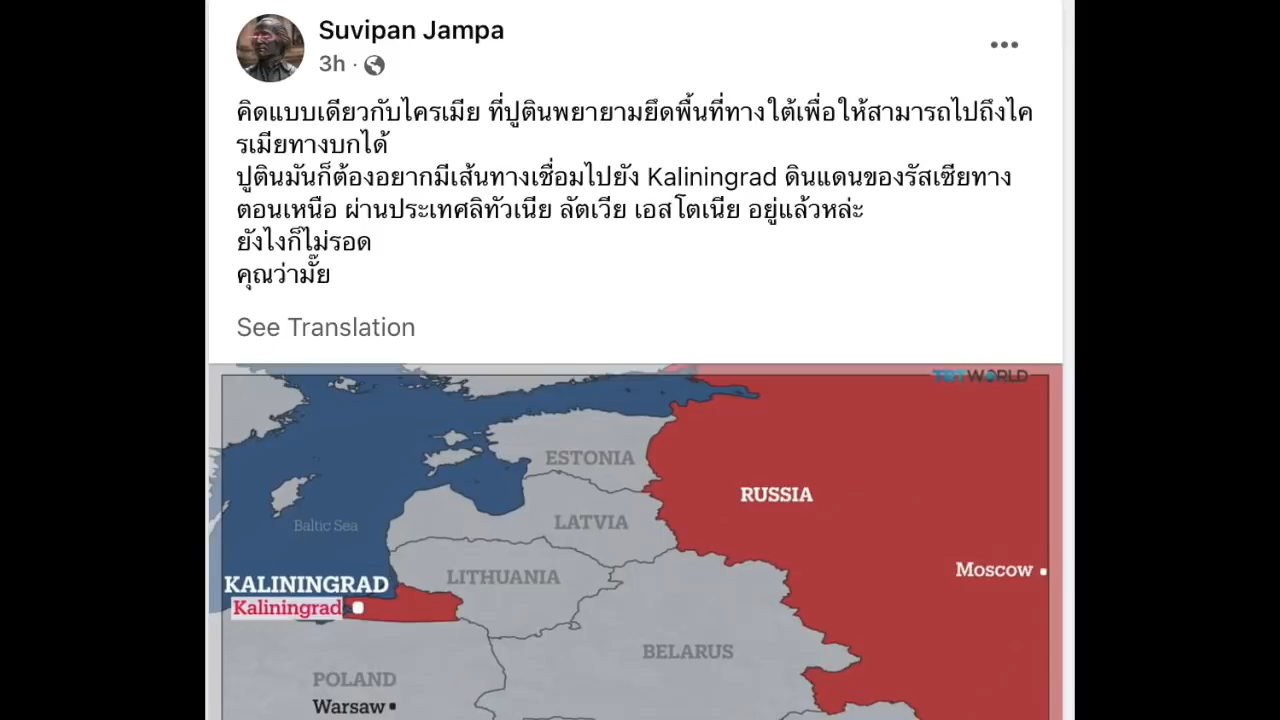 Suvipan Jampa
3h ·
คิดแบบเดียวกับไครเมีย ที่ปูตินพยายามยึดพื้นที่ทางใต้เพื่อให้สามารถไปถึงไค
รเมียทางบกได้
ปูตินมันก็ต้องอยากมีเส้นทางเชื่อมไปยัง Kaliningrad ดินแดนของรัสเซียทาง
ตอนเหนือ ผ่านประเทศลิทัวเนีย ลัตเวีย เอสโตเนีย อยู่แล้วหล่ะ
ยังไงก็ไม่รอด
คุณว่ามั๊ย
See Translation
TRT WORLD
ESTONIA
RUSSIA
LATVIA
Baltic Sea
Moscow
LITHUANIA
KALININGRAD
Kaliningrad
BELARUS
POLAND
Warsaw